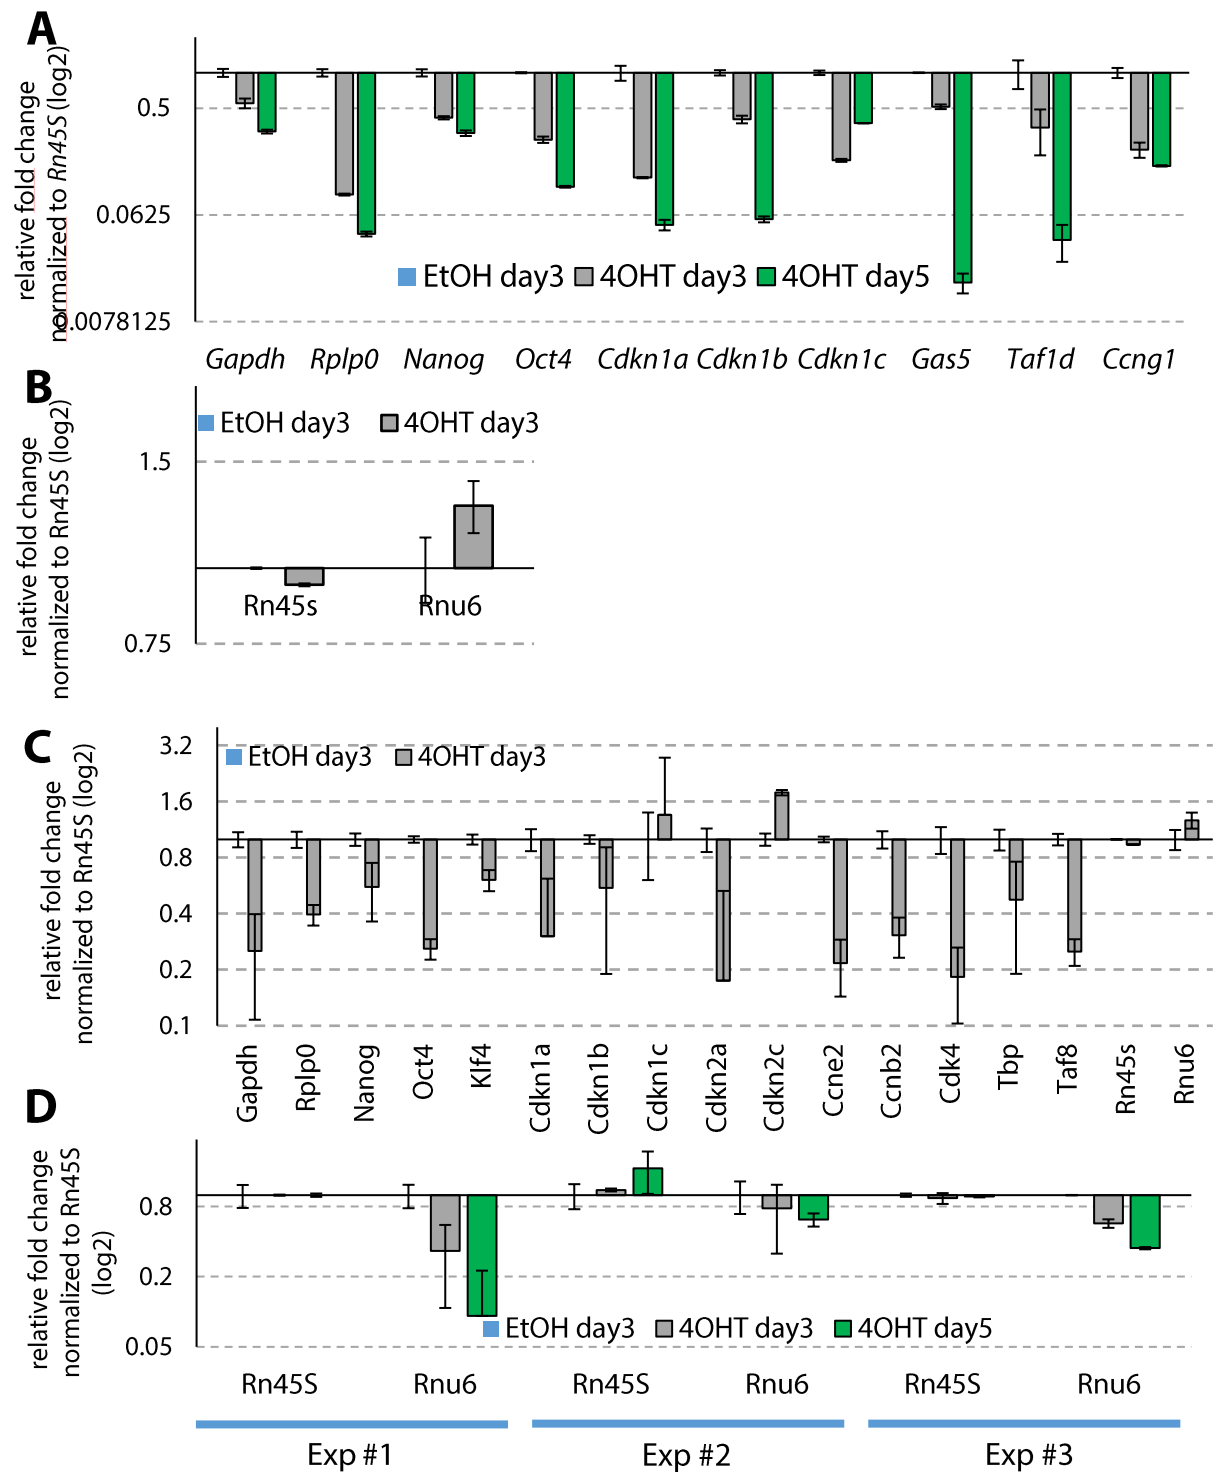 A
relative fold change
normalized to Rn45S (log2)
0.5
0.0625
0.0078125
EtOH day3 4OHT day3 4OHT day5
Gapdh Rplp0 Nanog Oct4 Cdkn1a Cdkn1b Cdkn1c Gas5 Taf1d Ccng1
B
relative fold change
normalized to Rn45S (log2)
EtOH day3 4OHT day3
1.5
0.75
Rn45s Rnu6
C
relative fold change
normalized to Rn45S (log2)
EtOH day3 4OHT day3
3.2
1.6
0.8
0.4
0.2
0.1
Gapdh Rplp0 Nanog Oct4 Klf4 Cdkn1a Cdkn1b Cdkn1c Cdkn2a Cdkn2c Ccne2 Ccnb2 Cdk4 Tbp Taf8 Rn45s Rnu6
D
relative fold change
normalized to Rn45S
(log2)
0.8
0.2
0.05
EtOH day3 4OHT day3 4OHT day5
Rn45S Rnu6 Rn45S Rnu6 Rn45S Rnu6
Exp #1 Exp #2 Exp #3